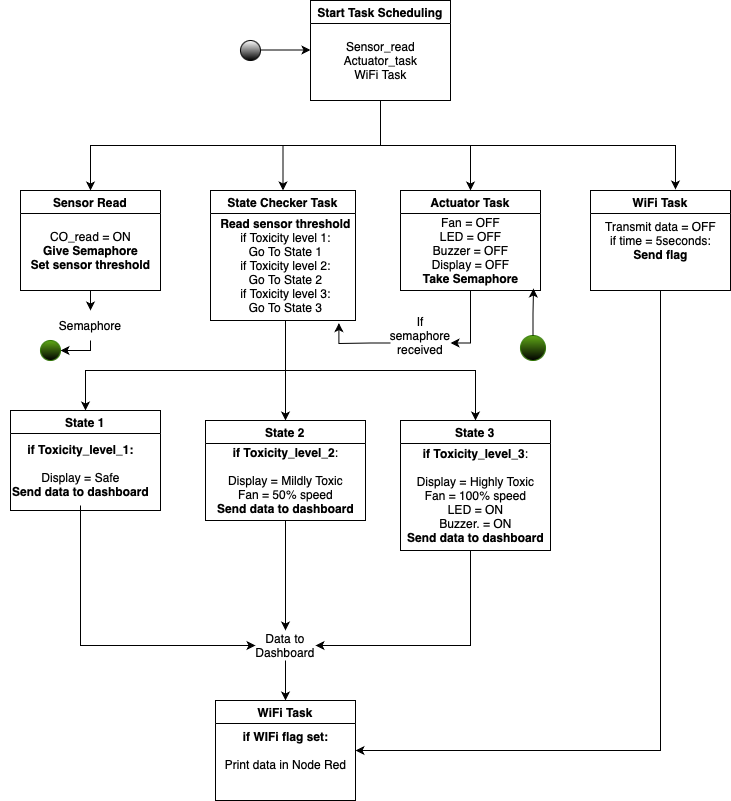 Start Task Scheduling
Sensor_read
Actuator_task
WiFi Task
Sensor Read
CO_read = ON
Give Semaphore
Set sensor threshold
Semaphore
State Checker Task
Read sensor threshold
if Toxicity level 1:
Go To State 1
if Toxicity level 2:
Go To State 2
if Toxicity level 3:
Go To State 3
Actuator Task
Fan = OFF
LED = OFF
Buzzer = OFF
Display = OFF
Take Semaphore
If
semaphore
received
WiFi Task
Transmit data = OFF
if time = 5seconds:
Send flag
State 1
if Toxicity_level_1:
Display = Safe
Send data to dashboard
State 2
if Toxicity_level_2:
Display = Mildly Toxic
Fan = 50% speed
Send data to dashboard
State 3
if Toxicity_level_3:
Display = Highly Toxic
Fan = 100% speed
LED = ON
Buzzer. = ON
Send data to dashboard
Data to
Dashboard
WiFi Task
if WIFi flag set:
Print data in Node Red